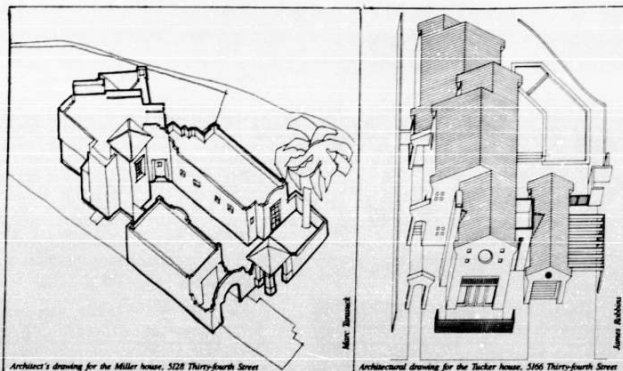 Marc Tarasuck
Architect's drawing for the Miller house, 5128 Thirty-fourth Street
James Robbins
Architectural drawing for the Tucker house, 5166 Thirty-fourth Street